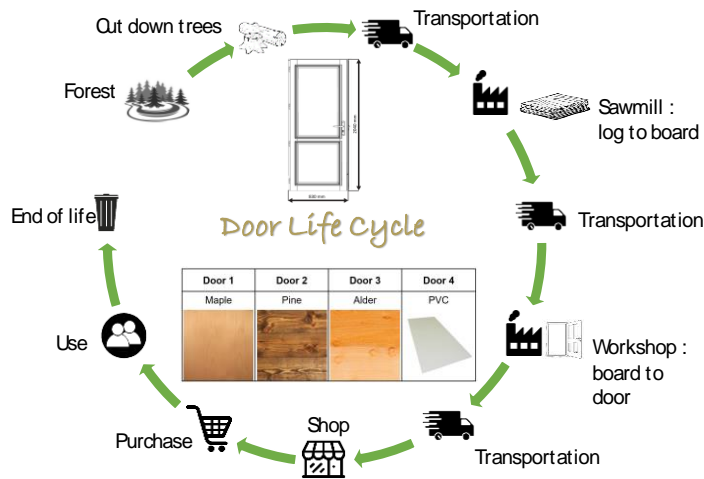 Cut down trees
Transportation
Forest
Sawmill :
log to board
End of life
Door Life Cycle
Transportation
Door 1
Door 2
Door 3
Door 4
Maple
Pine
Alder
PVC
Use
Workshop :
board to
door
Purchase
Shop
Transportation